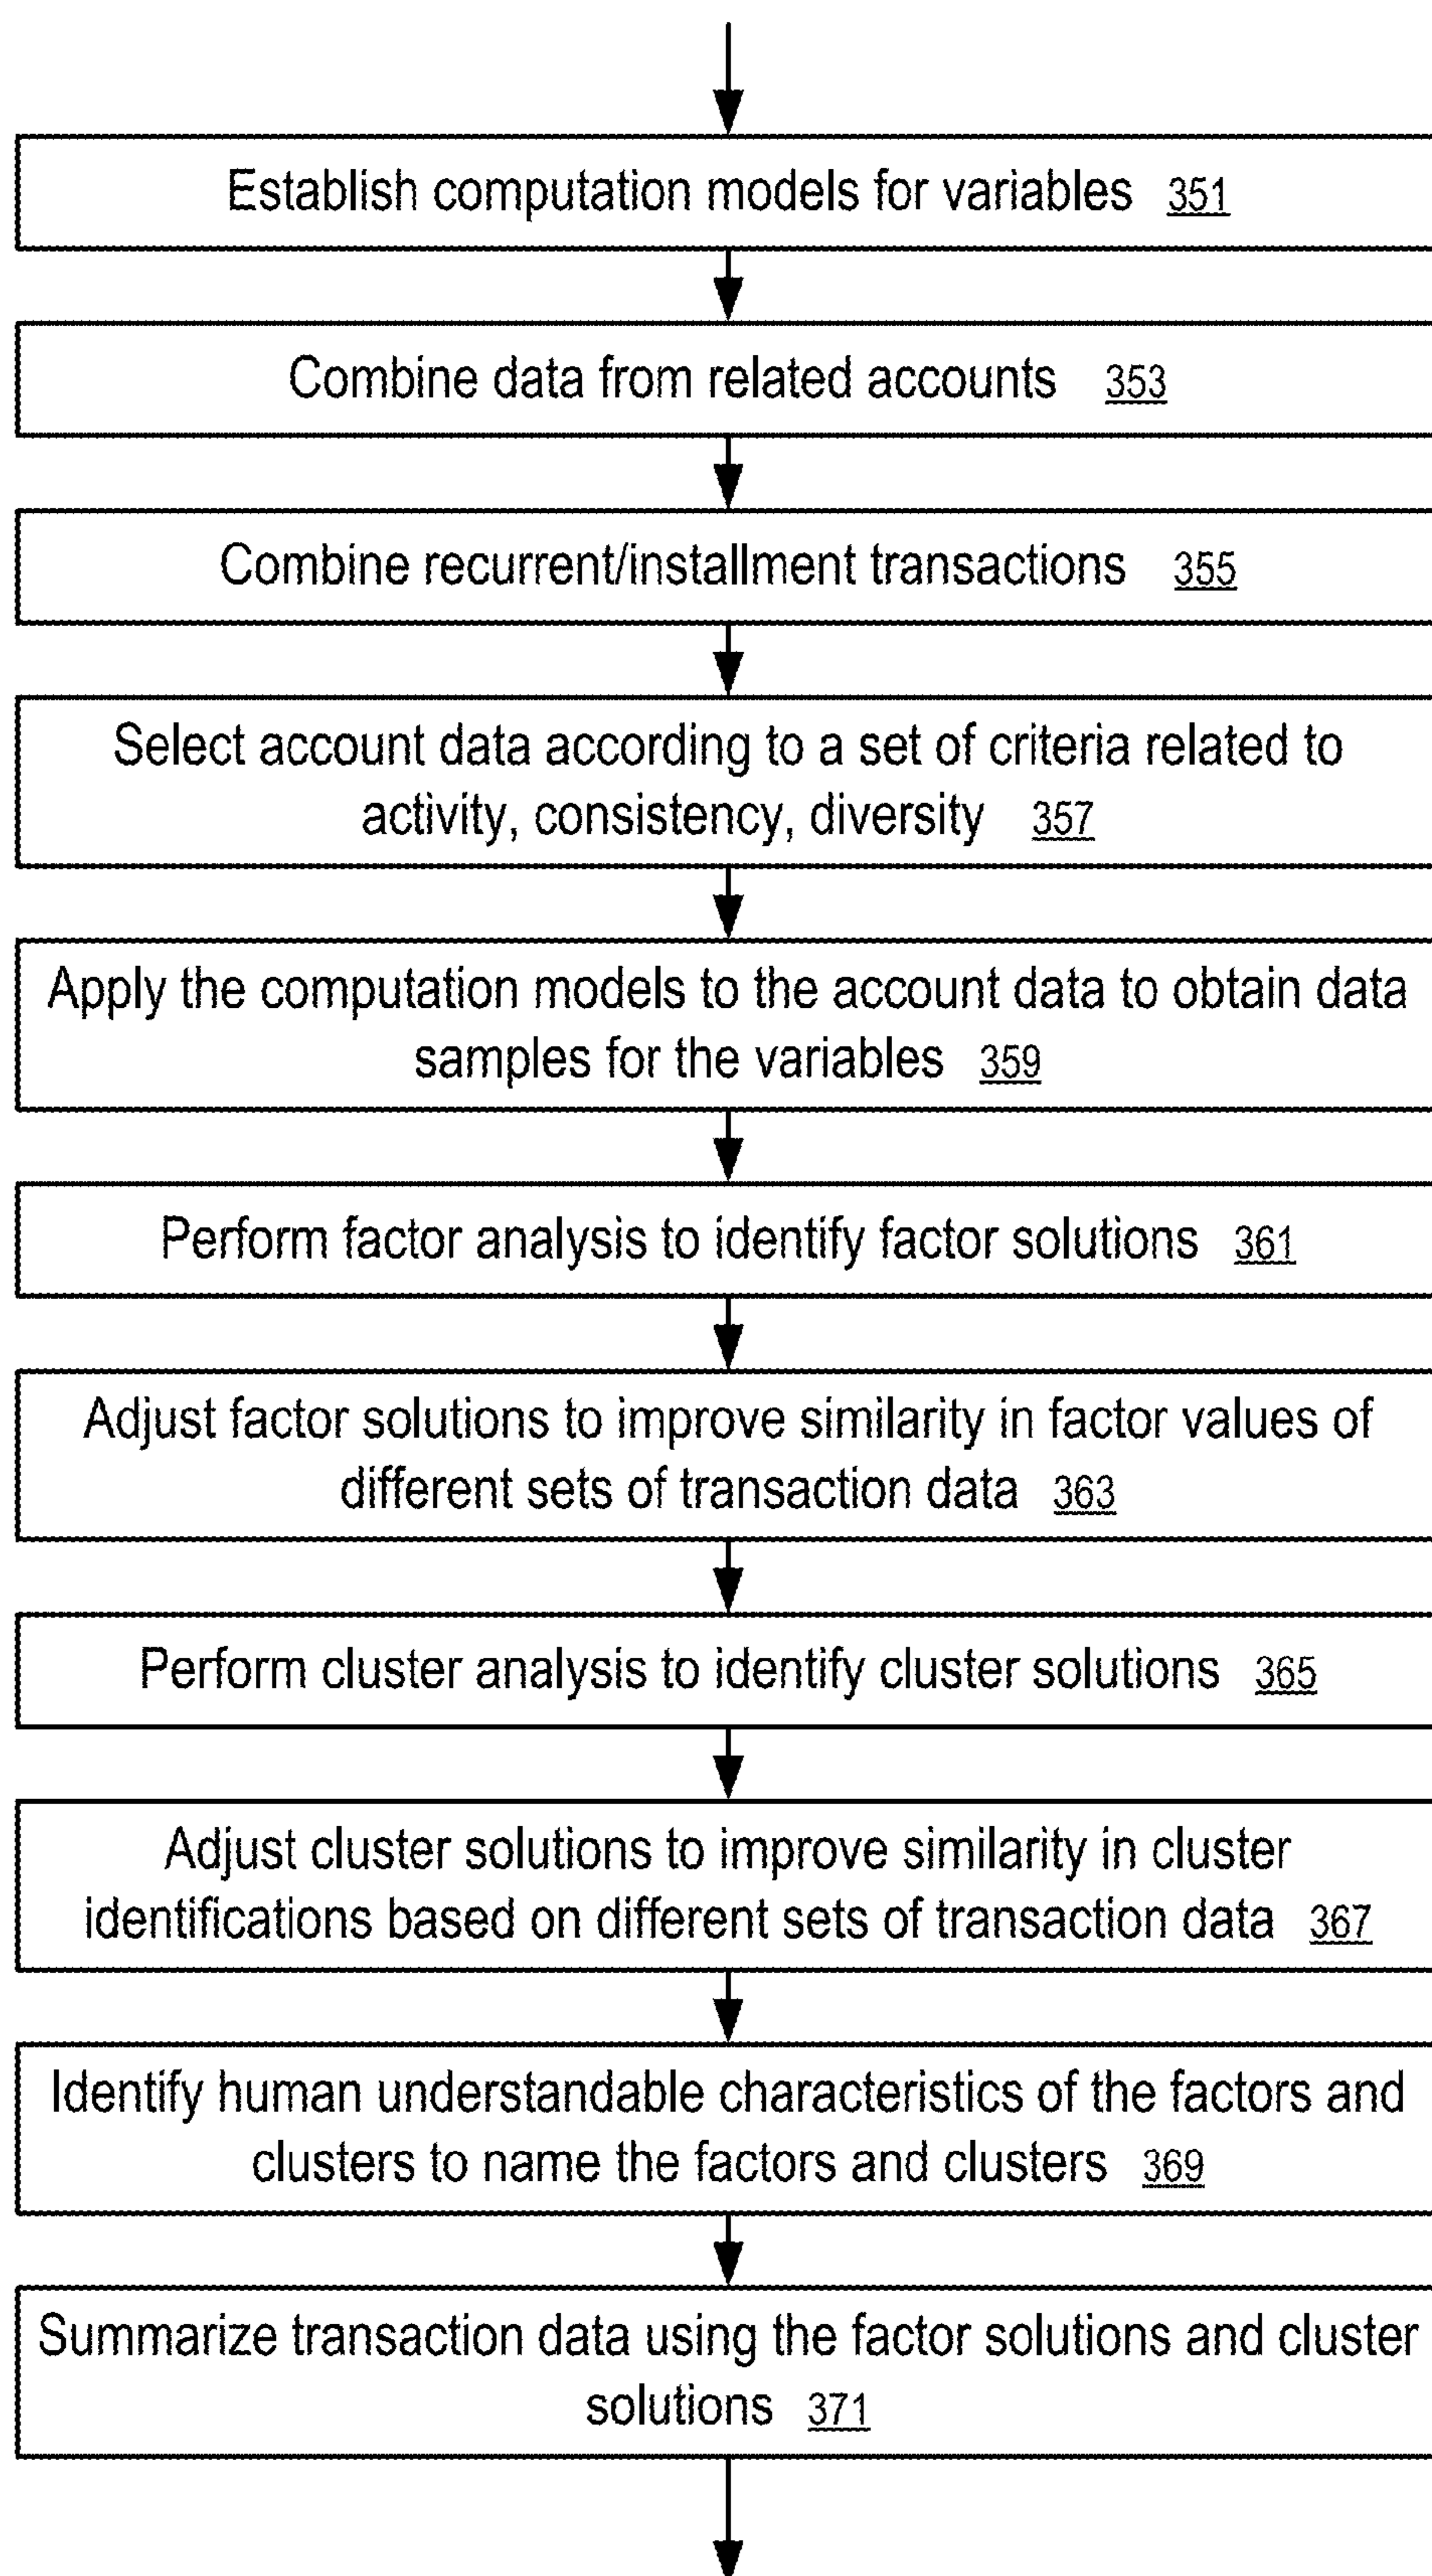 Establish computation models for variables 351
Combine data from related accounts 353
Combine recurrent/installment transactions 355
Select account data according to a set of criteria related to
activity, consistency, diversity 357
Apply the computation models to the account data to obtain data
samples for the variables 359
Perform factor analysis to identify factor solutions 361
Adjust factor solutions to improve similarity in factor values of
different sets of transaction data 363
Perform cluster analysis to identify cluster solutions 365
Adjust cluster solutions to improve similarity in cluster
identifications based on different sets of transaction data 367
Identify human understandable characteristics of the factors and
clusters to name the factors and clusters 369
Summarize transaction data using the factor solutions and cluster
solutions 371